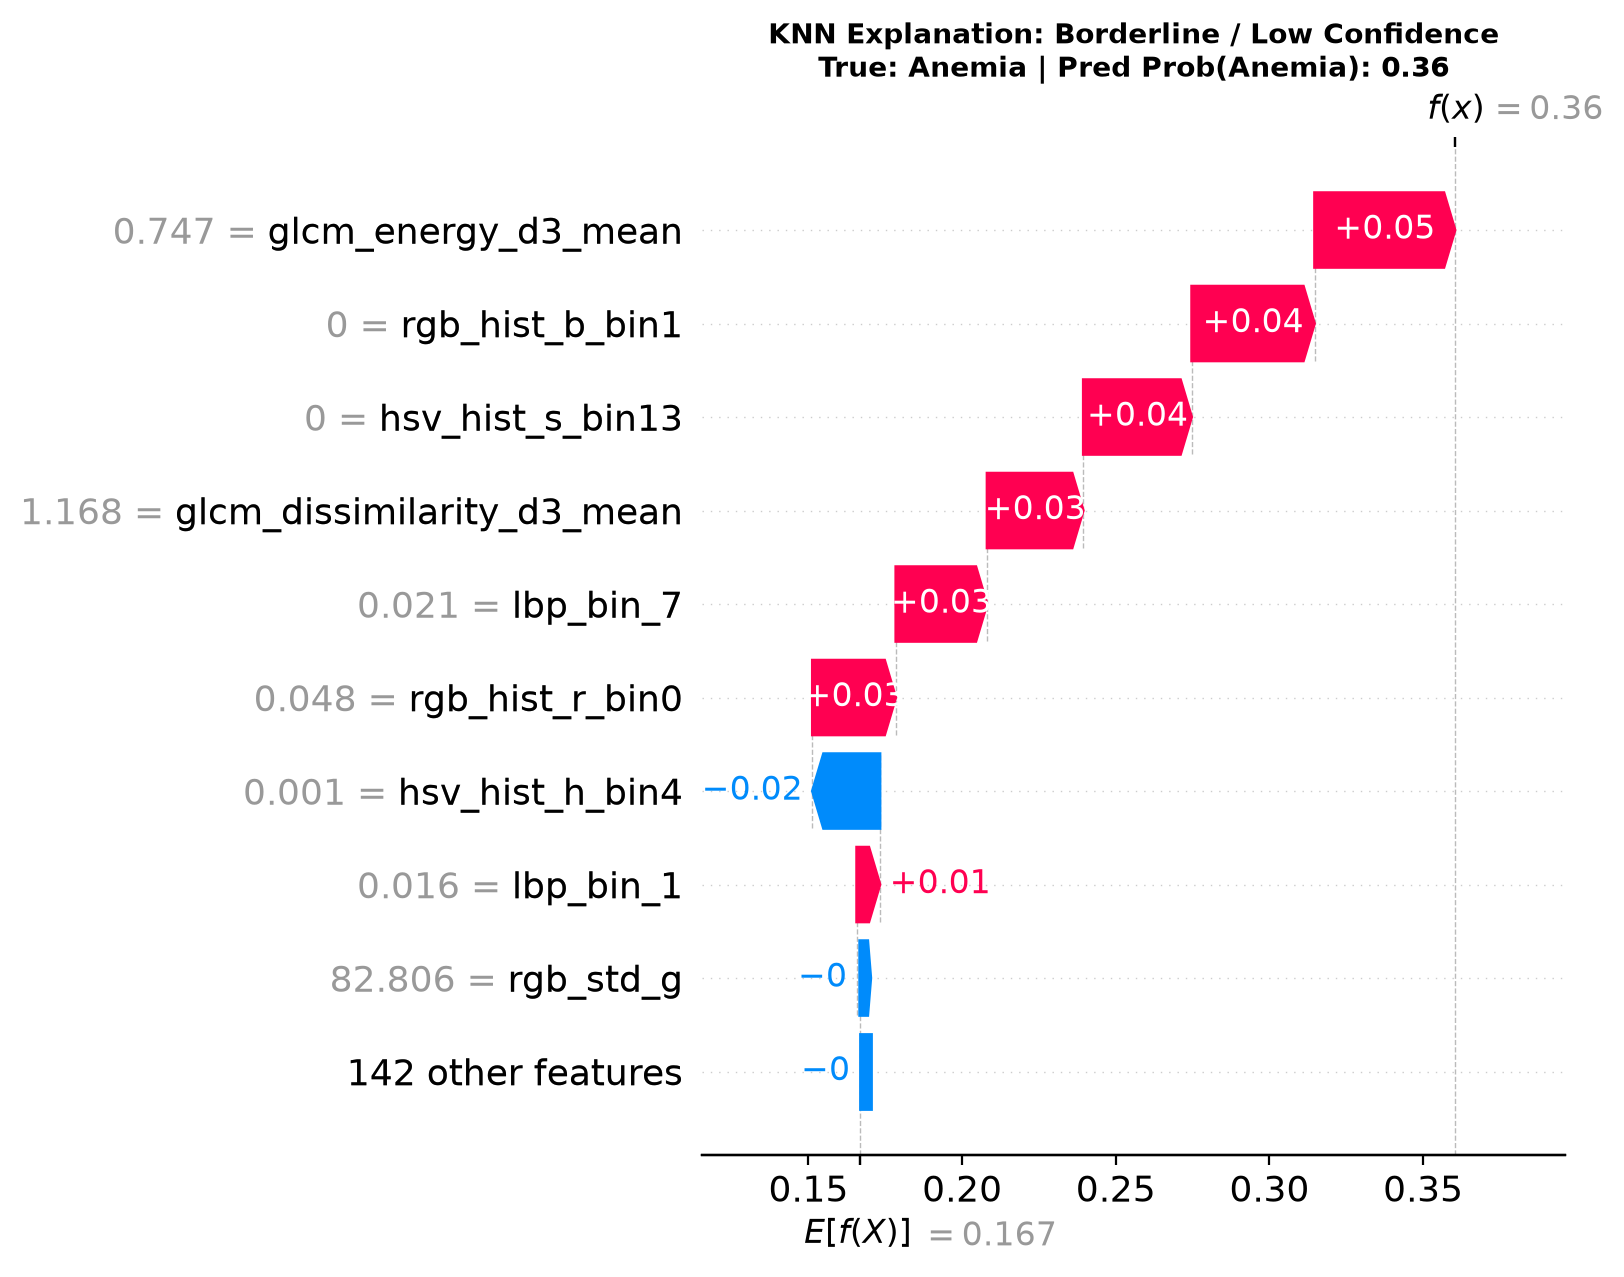 KNN Explanation: Borderline / Low Confidence
True: Anemia | Pred Prob(Anemia): 0.36
f(x) = 0.36
0.747 = glcm_energy_d3_mean +0.05
0 = rgb_hist_b_bin1 +0.04
0 = hsv_hist_s_bin13 +0.04
1.168 = glcm_dissimilarity_d3_mean +0.03
0.021 = lbp_bin_7 +0.03
0.048 = rgb_hist_r_bin0 +0.03
0.001 = hsv_hist_h_bin4 −0.02
0.016 = lbp_bin_1 +0.01
82.806 = rgb_std_g −0
142 other features −0
0.15 0.20 0.25 0.30 0.35
E[f(X)] = 0.167